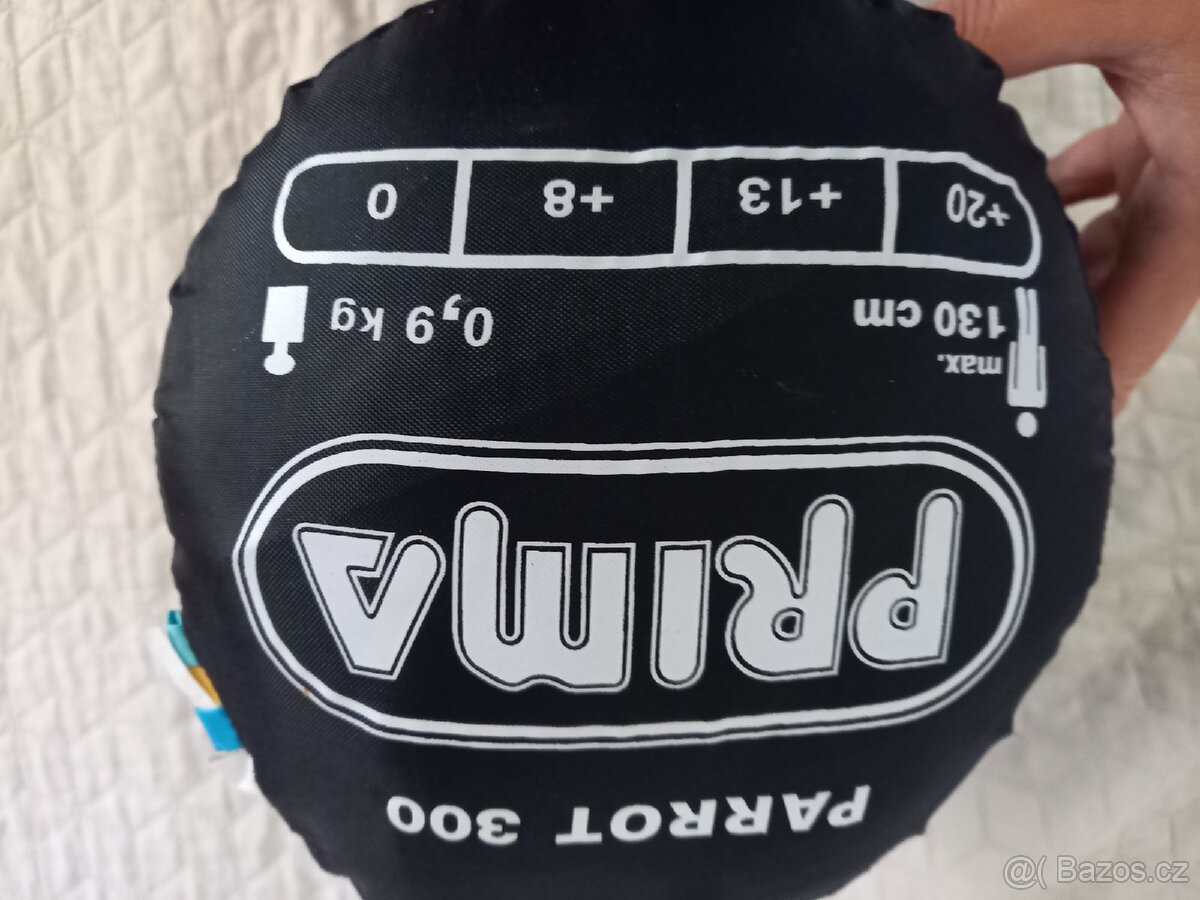 PARROT 300
PRIMA
max.
130 cm
0,9 kg
+20 +13 +8 0
@( Bazos.cz